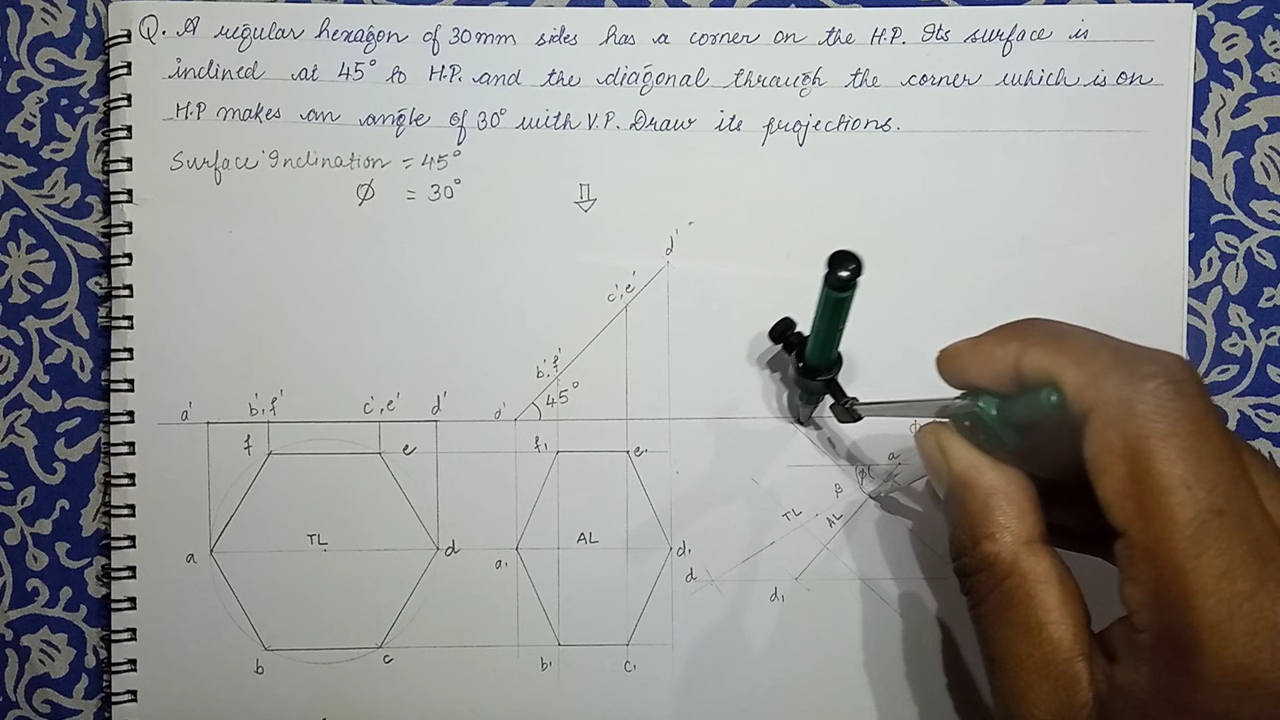 Q. A regular hexagon of 30mm sides has a corner on the H.P. Its surface is
inclined at 45° to H.P. and the diagonal through the corner which is on
H.P makes an angle of 30° with V.P. Draw its projections.
Surface Inclination = 45°
Ø = 30°
d'
c', e'
b', f'
45°
a' b', f' c', e' d' o'
f e f₁ e₁
a
Ø
β
TL AL
TL AL
a d a₁ d₁ d
d₁
b c b₁ c₁